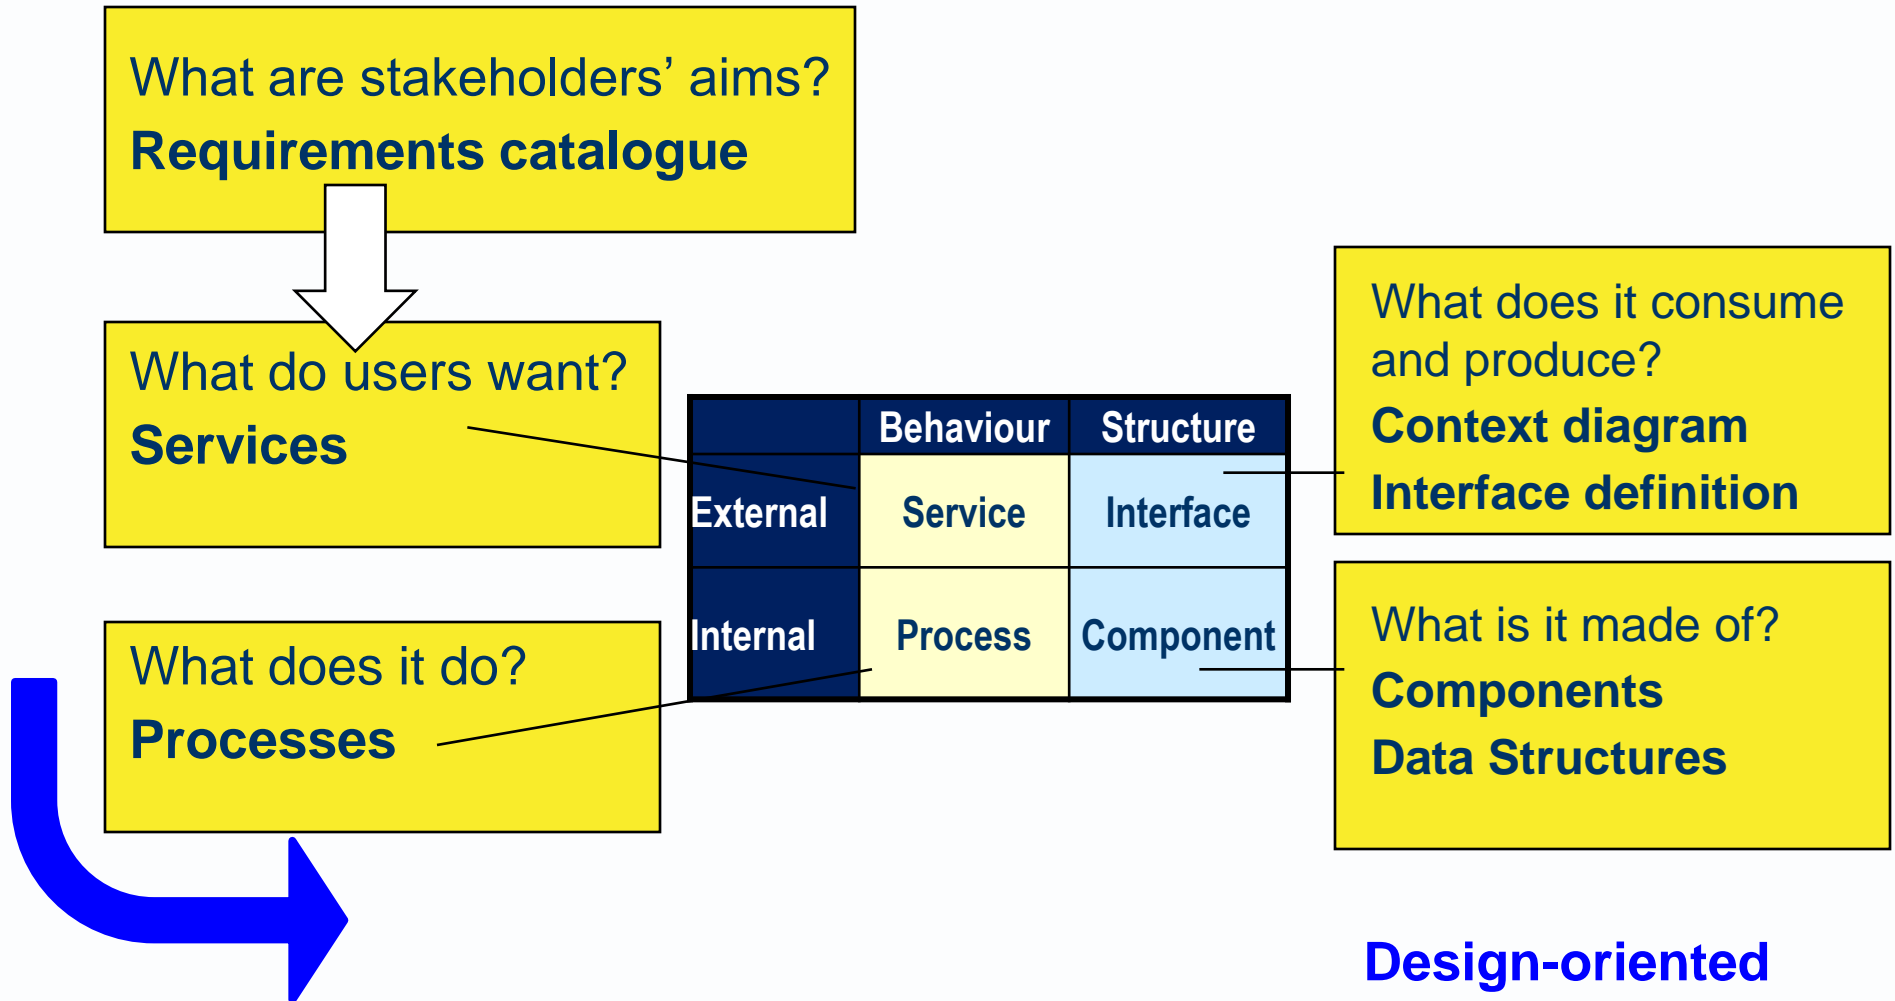 What are stakeholders’ aims?
Requirements catalogue
What do users want?
Services
What does it do?
Processes
Behaviour Structure
External Service Interface
Internal Process Component
What does it consume
and produce?
Context diagram
Interface definition
What is it made of?
Components
Data Structures
Design-oriented